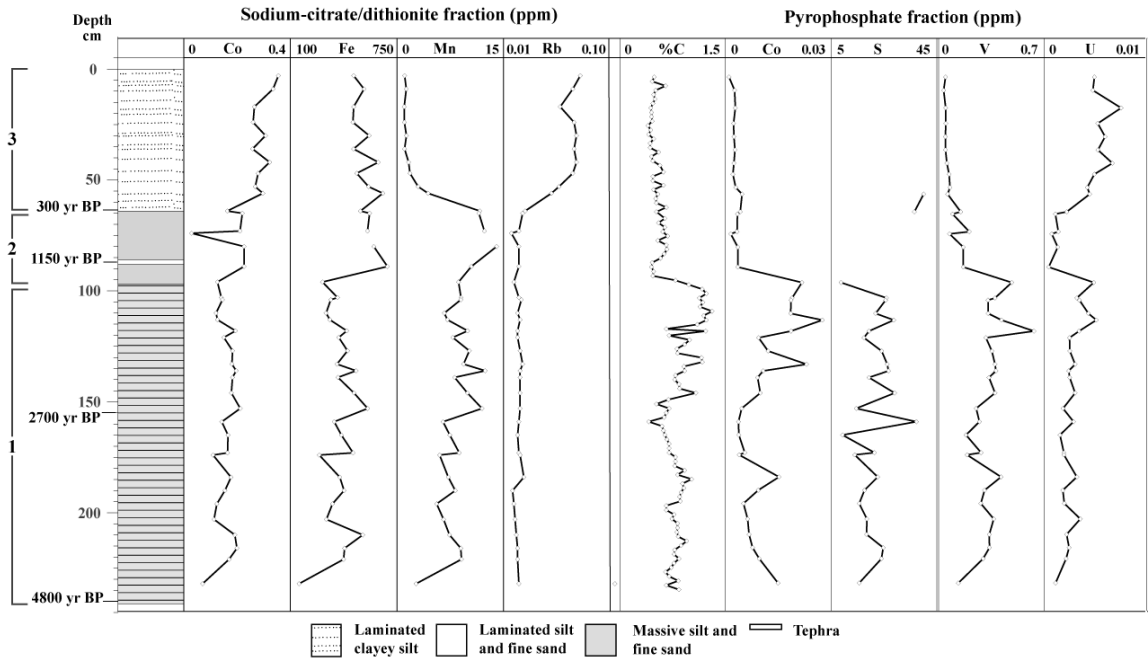 Depth cm
Sodium-citrate/dithionite fraction (ppm)
Pyrophosphate fraction (ppm)
0 Co 0.4
100 Fe 750
0 Mn 15
0.01 Rb 0.10
0 %C 1.5
0 Co 0.03
5 S 45
0 V 0.7
0 U 0.01
0
50
300 yr BP
1150 yr BP
100
150
2700 yr BP
200
4800 yr BP
3
2
1
Laminated clayey silt
Laminated silt and fine sand
Massive silt and fine sand
Tephra